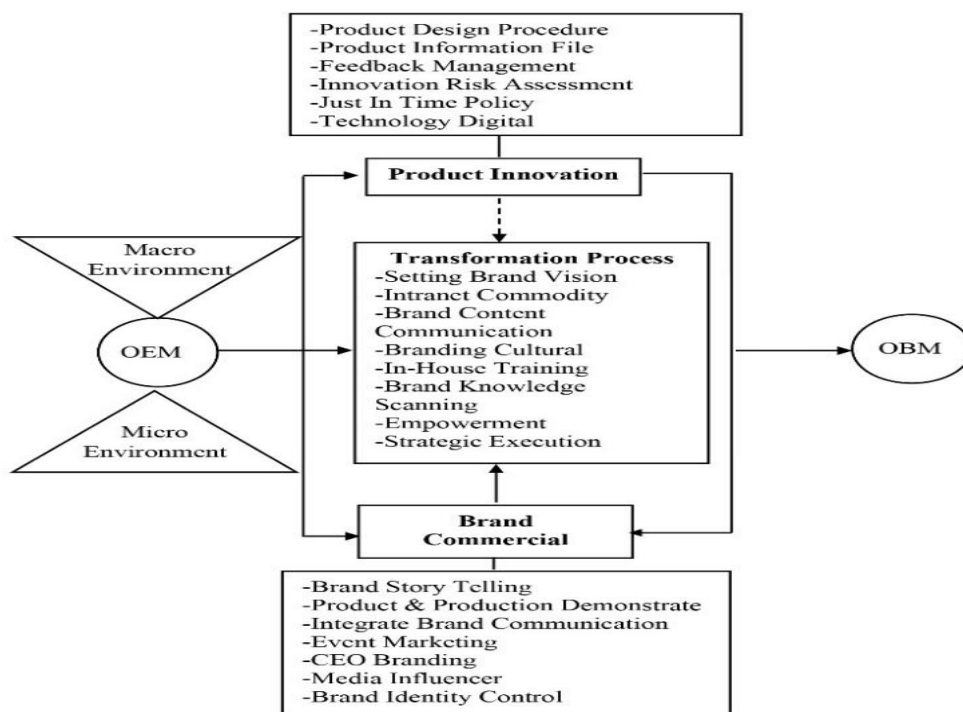 -Product Design Procedure
-Product Information File
-Feedback Management
-Innovation Risk Assessment
-Just In Time Policy
-Technology Digital
Product Innovation
Macro
Environment
OEM
Micro
Environment
Transformation Process
-Setting Brand Vision
-Intranct Commodity
-Brand Content
Communication
-Branding Cultural
-In-House Training
-Brand Knowledge
Scanning
-Empowerment
-Strategic Execution
OBM
Brand
Commercial
-Brand Story Telling
-Product & Production Demonstrate
-Integrate Brand Communication
-Event Marketing
-CEO Branding
-Media Influencer
-Brand Identity Control